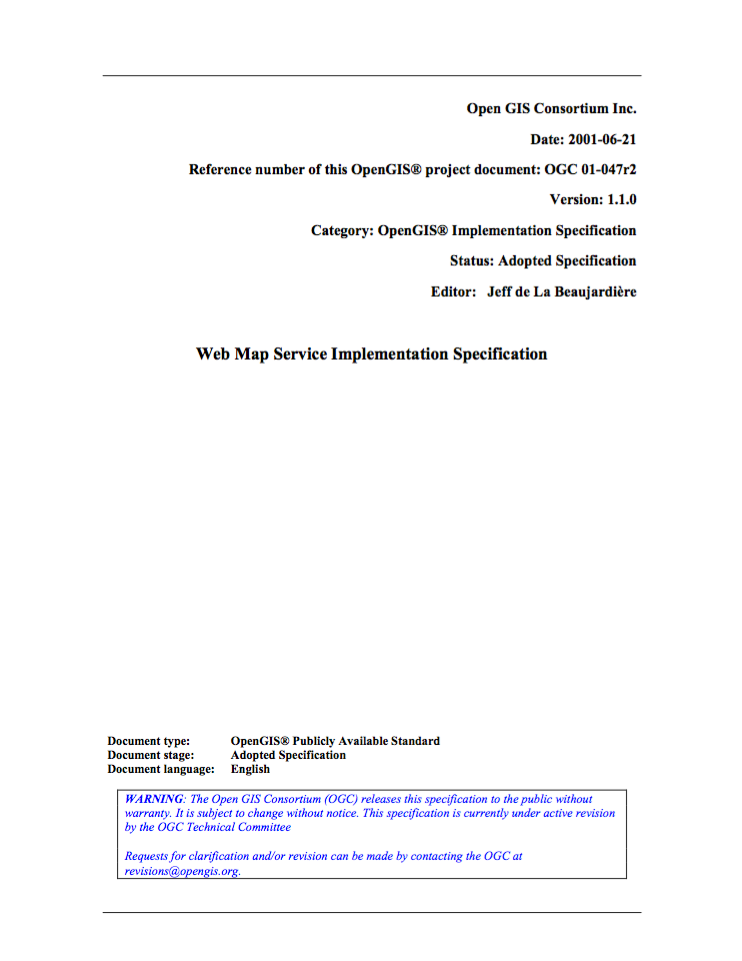 Open GIS Consortium Inc.
Date: 2001-06-21
Reference number of this OpenGIS® project document: OGC 01-047r2
Version: 1.1.0
Category: OpenGIS® Implementation Specification
Status: Adopted Specification
Editor: Jeff de La Beaujardière
Web Map Service Implementation Specification
Document type: OpenGIS® Publicly Available Standard
Document stage: Adopted Specification
Document language: English
WARNING: The Open GIS Consortium (OGC) releases this specification to the public without
warranty. It is subject to change without notice. This specification is currently under active revision
by the OGC Technical Committee
Requests for clarification and/or revision can be made by contacting the OGC at
revisions@opengis.org.